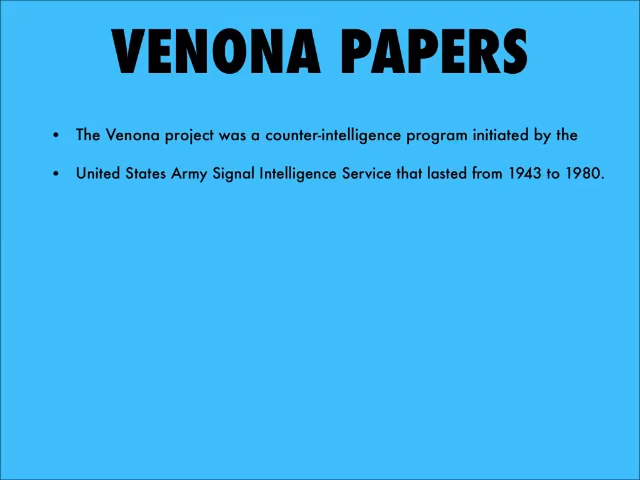 VENONA PAPERS
• The Venona project was a counter-intelligence program initiated by the
• United States Army Signal Intelligence Service that lasted from 1943 to 1980.